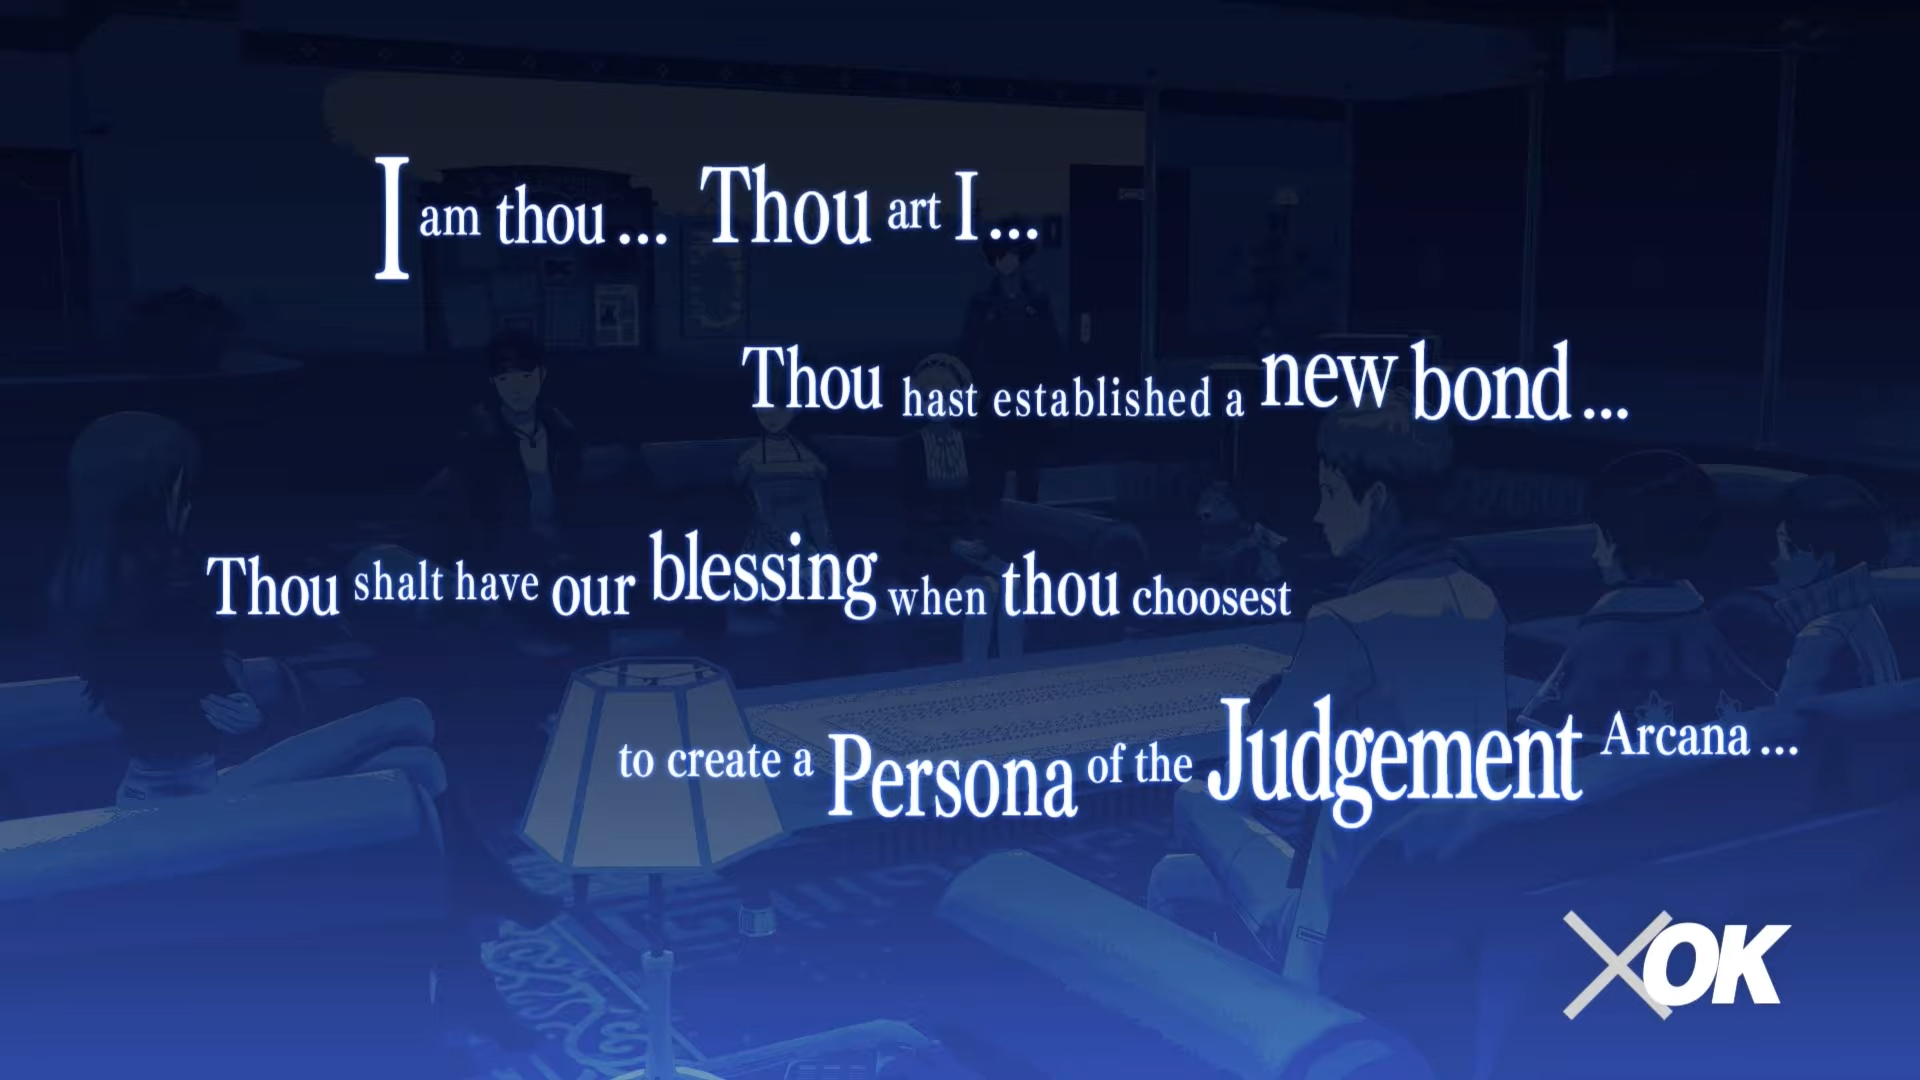 I am thou... Thou art I...
Thou hast established a new bond...
Thou shalt have our blessing when thou choosest
to create a Persona of the Judgement Arcana...
OK